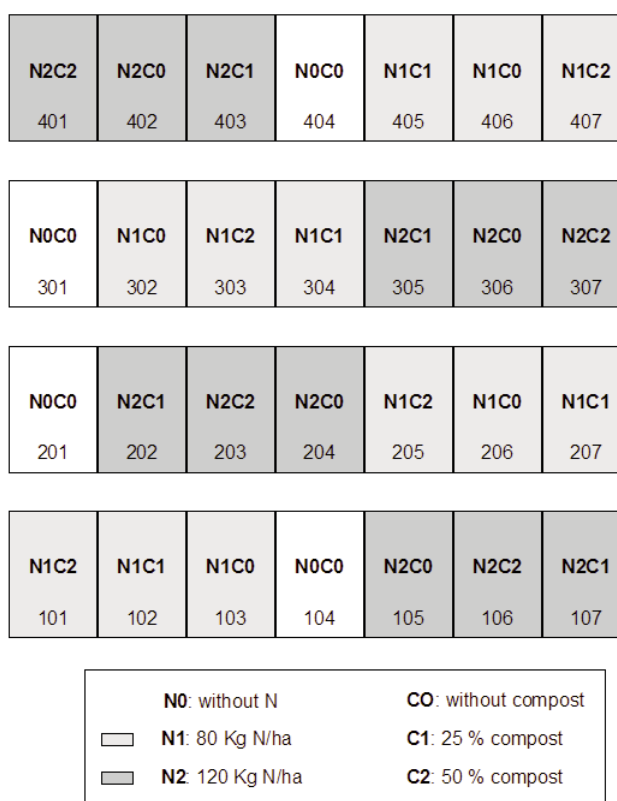 N2C2 N2C0 N2C1 N0C0 N1C1 N1C0 N1C2
401 402 403 404 405 406 407
N0C0 N1C0 N1C2 N1C1 N2C1 N2C0 N2C2
301 302 303 304 305 306 307
N0C0 N2C1 N2C2 N2C0 N1C2 N1C0 N1C1
201 202 203 204 205 206 207
N1C2 N1C1 N1C0 N0C0 N2C0 N2C2 N2C1
101 102 103 104 105 106 107
N0: without N CO: without compost
N1: 80 Kg N/ha C1: 25 % compost
N2: 120 Kg N/ha C2: 50 % compost